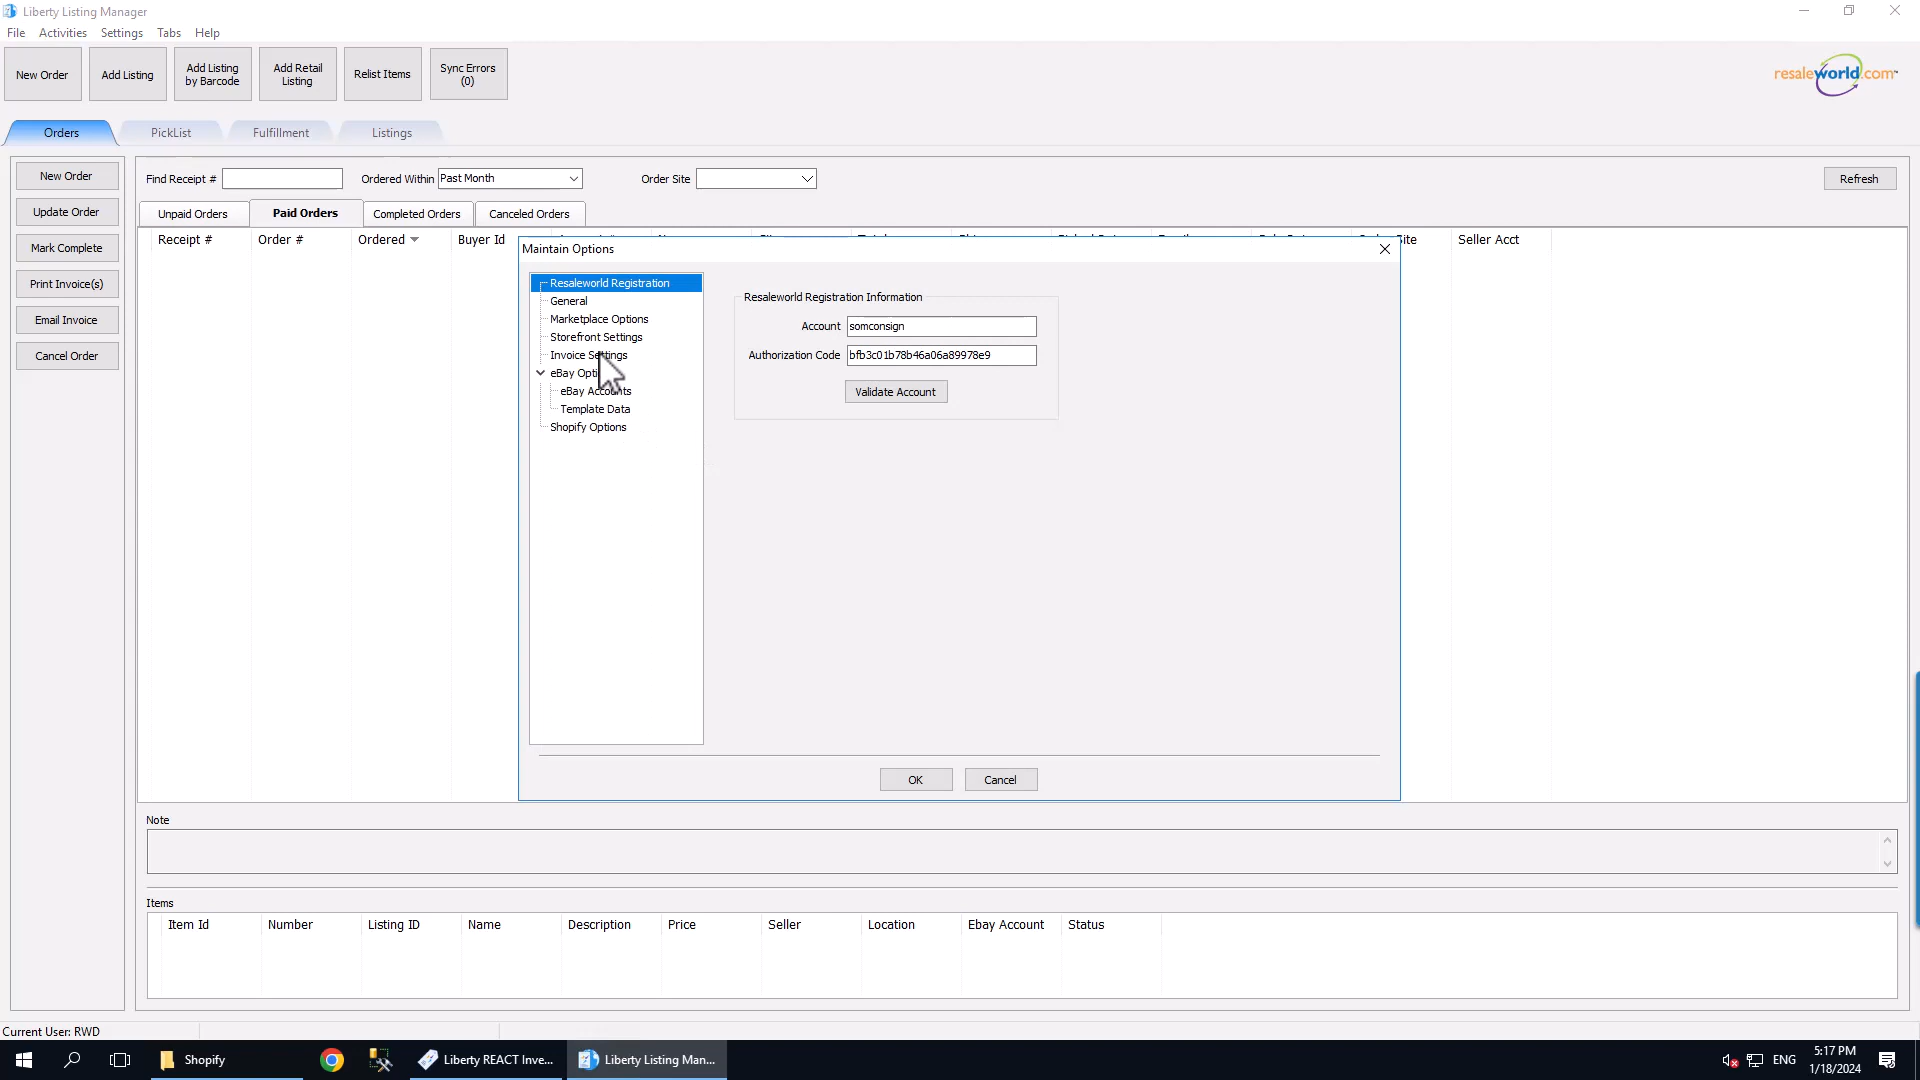 Liberty Listing Manager
File Activities Settings Tabs Help
New Order
Add Listing
Add Listing
by Barcode
Add Retail
Listing
Relist Items
Sync Errors
(0)
resaleworld.com™
Orders PickList Fulfillment Listings
New Order
Update Order
Mark Complete
Print Invoice(s)
Email Invoice
Cancel Order
Find Receipt # Ordered Within Past Month Order Site Refresh
Unpaid Orders Paid Orders Completed Orders Canceled Orders
Receipt # Order # Ordered Buyer Id Seller Acct
Maintain Options
Resaleworld Registration
General
Marketplace Options
Storefront Settings
Invoice Settings
eBay Opti
eBay Accounts
Template Data
Shopify Options
Resaleworld Registration Information
Account somconsign
Authorization Code bfb3c01b78b46a06a89978e9
Validate Account
OK Cancel
Note
Items
Item Id Number Listing ID Name Description Price Seller Location Ebay Account Status
Current User: RWD
Shopify Liberty REACT Inve... Liberty Listing Man... ENG 5:17 PM
1/18/2024